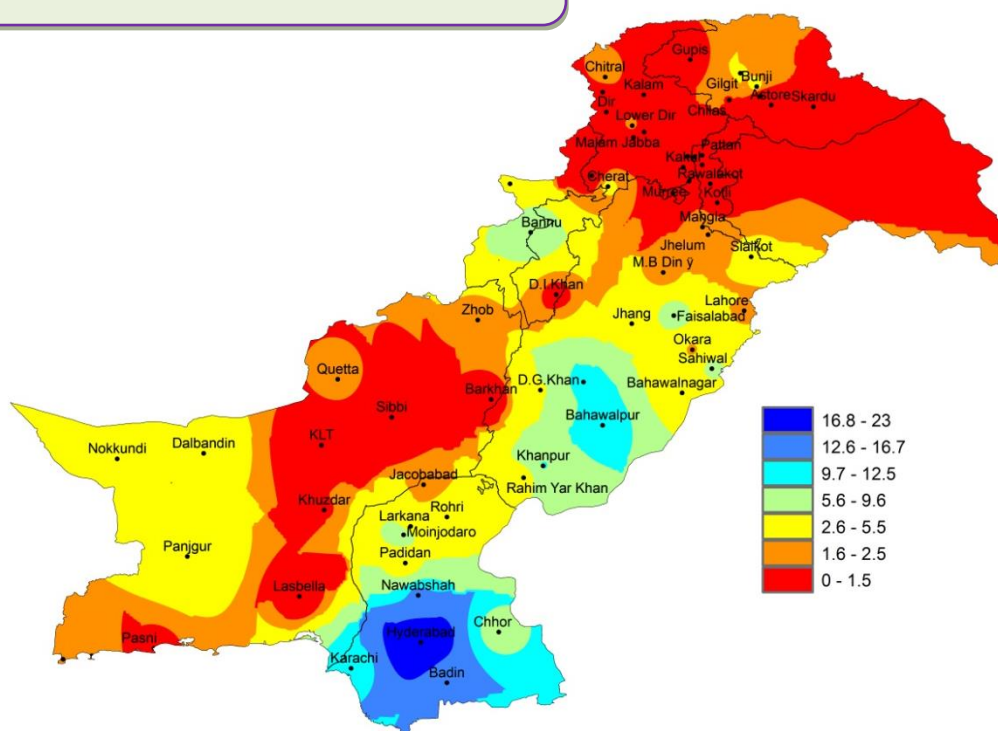 Gupis
Chitral
Gilgit
Bunji
Kalam
Astore
Skardu
Dir
Chilas
Lower Dir
Malam Jabba
Pattan
Kakul
Cherat
Rawalakot
Murree
Kotli
Mangla
Bannu
Jhelum
Sialkot
M.B Din ÿ
D.I.Khan
Zhob
Lahore
Jhang
Faisalabad
Okara
Sahiwal
Quetta
Barkhan
D.G.Khan
Bahawalnagar
Sibbi
Bahawalpur
Nokkundi
Dalbandin
KLT
Khanpur
Jacobabad
Rahim Yar Khan
Khuzdar
Larkana
Rohri
Moinjodaro
Panjgur
Padidan
Lasbella
Nawabshah
Pasni
Hyderabad
Chhor
Karachi
Badin
16.8 - 23
12.6 - 16.7
9.7 - 12.5
5.6 - 9.6
2.6 - 5.5
1.6 - 2.5
0 - 1.5